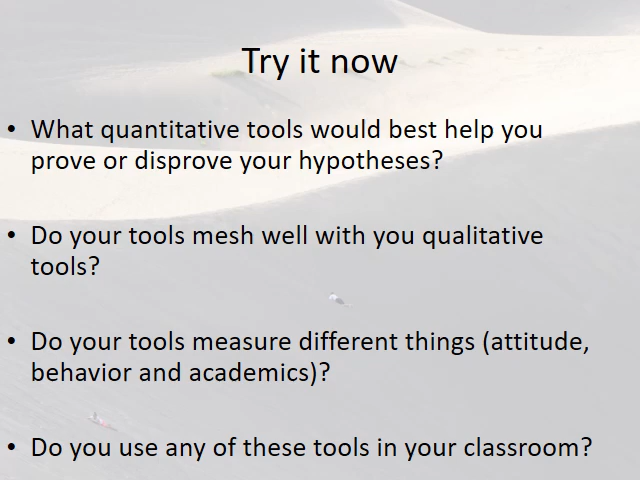 Try it now
• What quantitative tools would best help you
prove or disprove your hypotheses?
• Do your tools mesh well with you qualitative
tools?
• Do your tools measure different things (attitude,
behavior and academics)?
• Do you use any of these tools in your classroom?